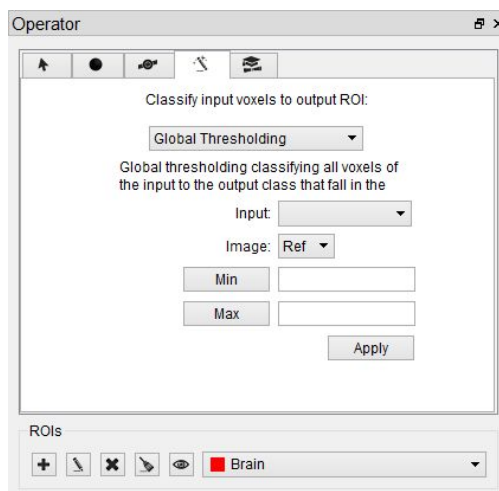 Operator
Classify input voxels to output ROI:
Global Thresholding
Global thresholding classifying all voxels of
the input to the output class that fall in the
Input:
Image: Ref
Min
Max
Apply
ROIs
Brain